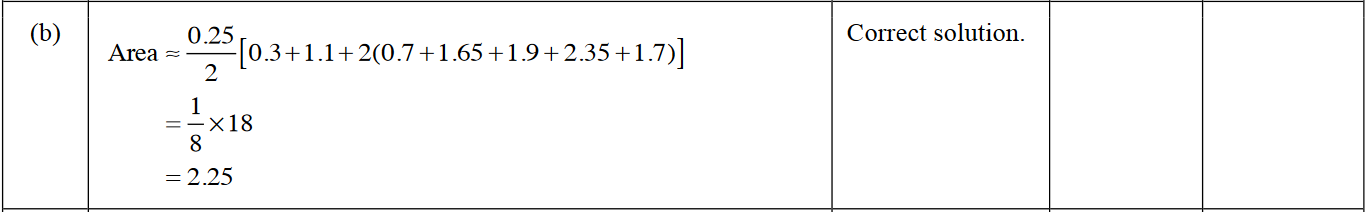 (b)
Area ≈ 0.25/2 [0.3+1.1+2(0.7+1.65+1.9+2.35+1.7)]
= 1/8 ×18
= 2.25
Correct solution.